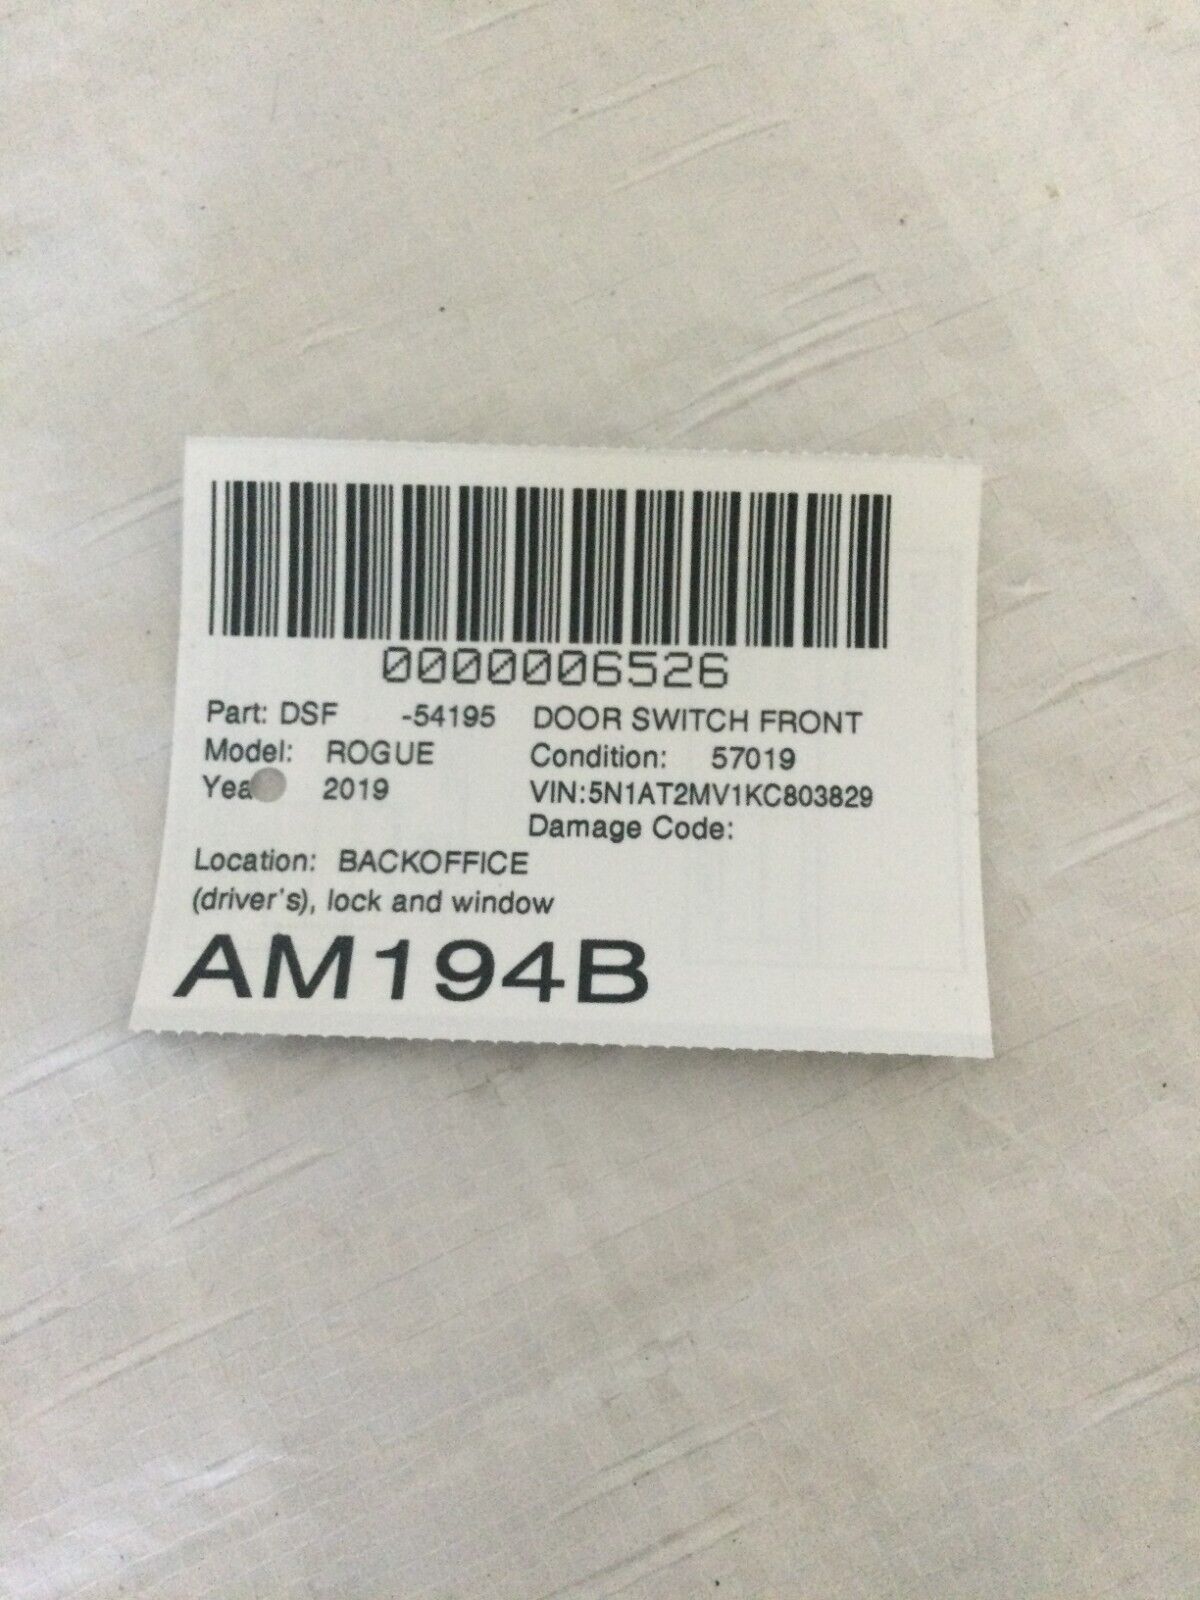 0000006526
Part: DSF -54195 DOOR SWITCH FRONT
Model: ROGUE Condition: 57019
Yea 2019 VIN:5N1AT2MV1KC803829
Damage Code:
Location: BACKOFFICE
(driver's), lock and window
AM194B